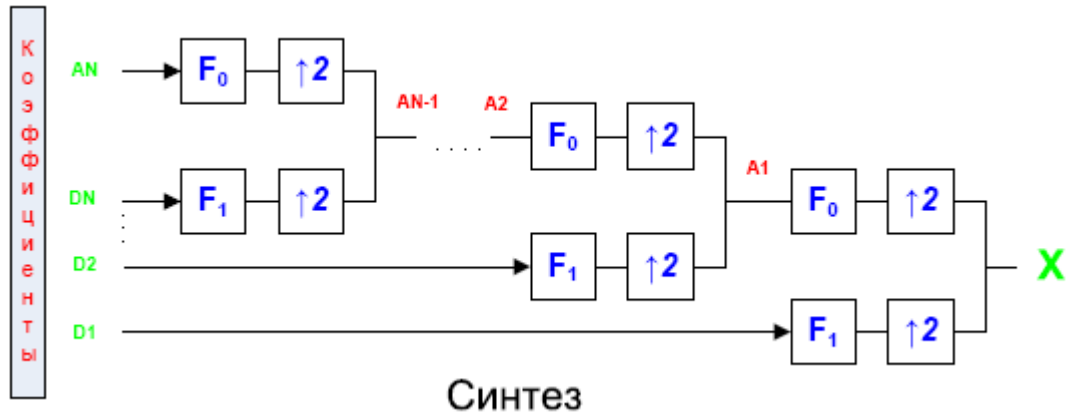 Коэффициенты
AN F0 ↑2
AN-1 A2 F0 ↑2
. . . .
A1
DN F1 ↑2 F0 ↑2
D2 F1 ↑2 X
D1 F1 ↑2
Синтез